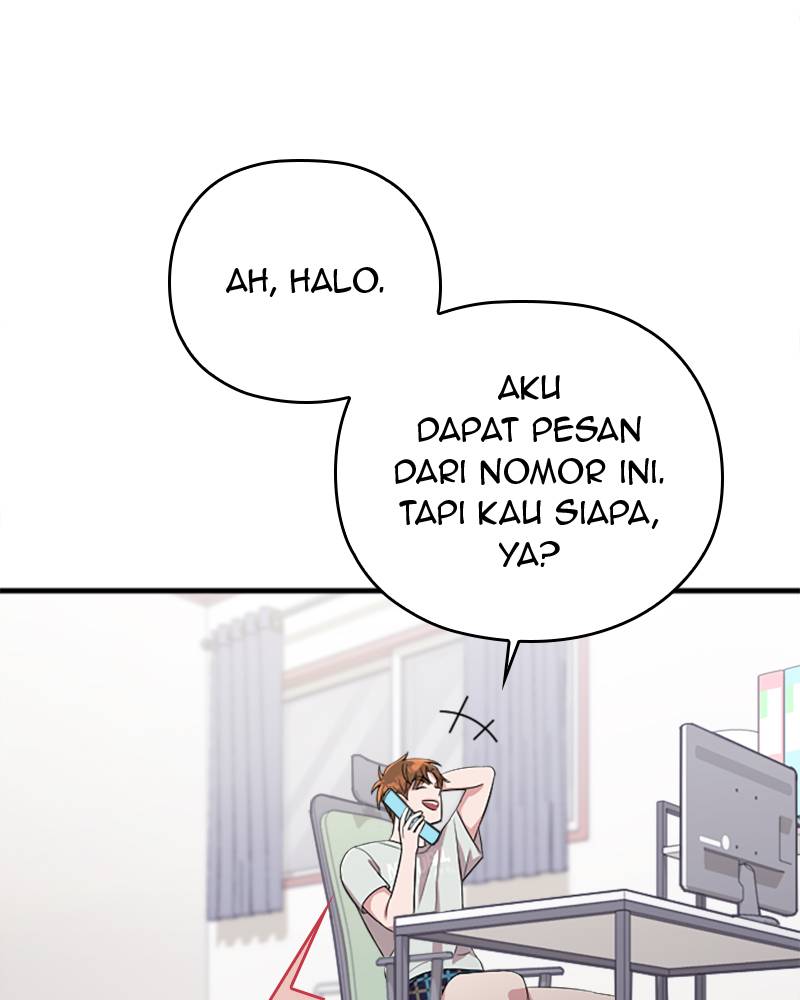 AH, HALO.
AKU
DAPAT PESAN
DARI NOMOR INI.
TAPI KAU SIAPA,
YA?